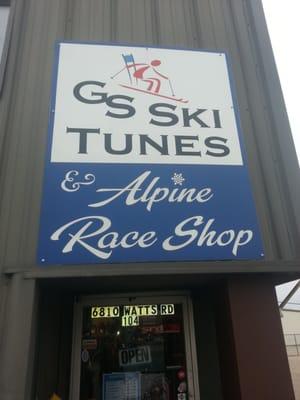 GS SKI
TUNES
& Alpine
Race Shop
6810 WATTS RD
104
OPEN